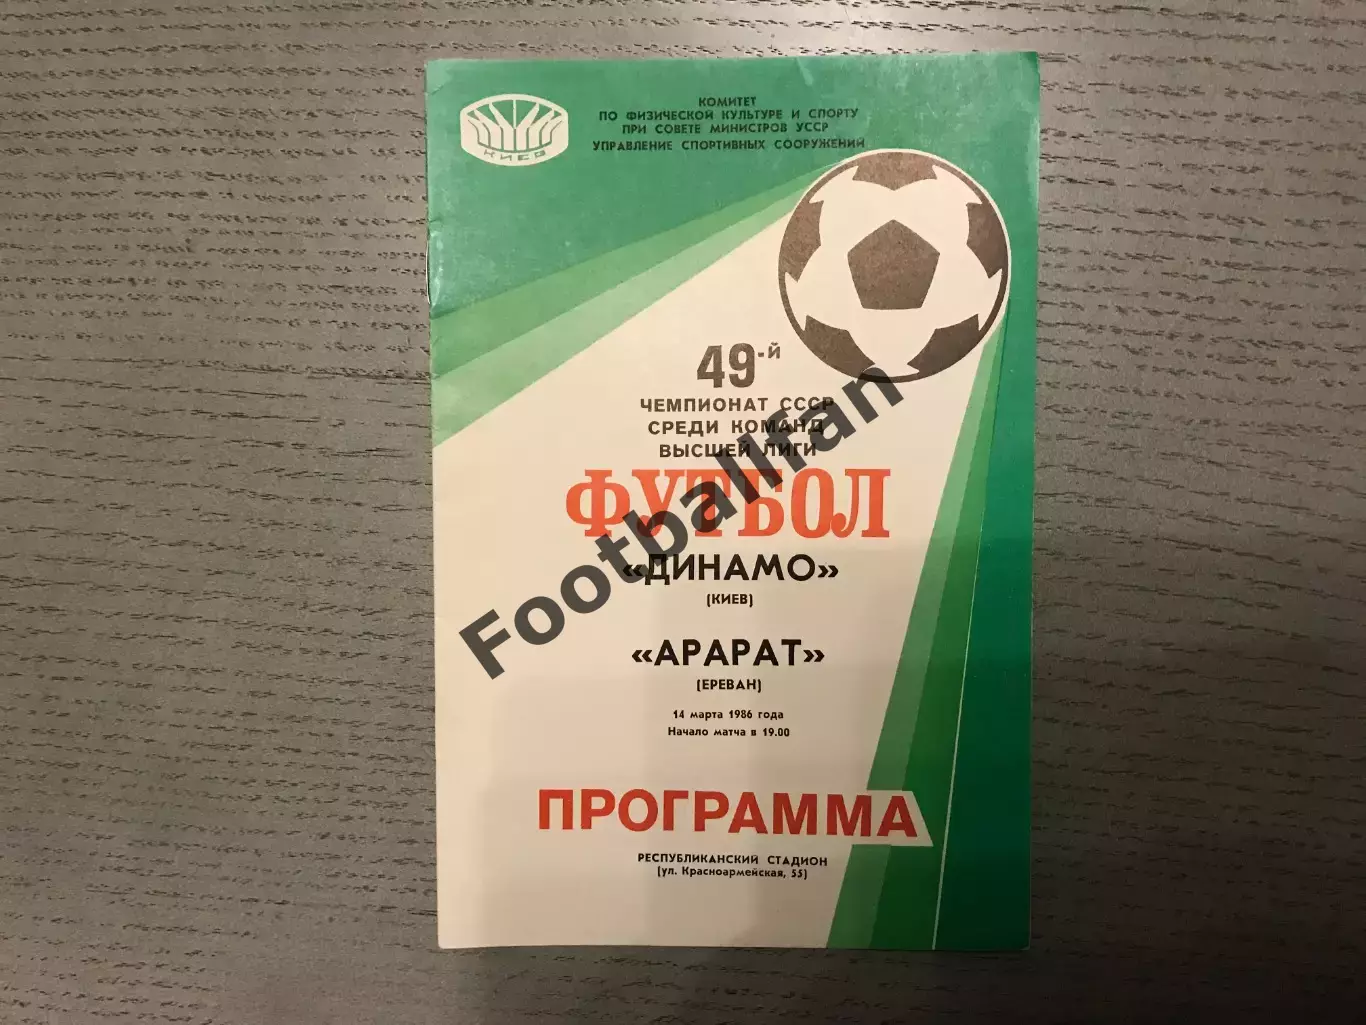 КОМИТЕТ
ПО ФИЗИЧЕСКОЙ КУЛЬТУРЕ И СПОРТУ
ПРИ СОВЕТЕ МИНИСТРОВ УССР
УПРАВЛЕНИЕ СПОРТИВНЫХ СООРУЖЕНИЙ
КИЕВ
49-й
ЧЕМПИОНАТ СССР
СРЕДИ КОМАНД
ВЫСШЕЙ ЛИГИ
ФУТБОЛ
«ДИНАМО»
(КИЕВ)
«АРАРАТ»
(ЕРЕВАН)
14 марта 1986 года
Начало матча в 19.00
ПРОГРАММА
РЕСПУБЛИКАНСКИЙ СТАДИОН
(ул. Красноармейская, 55)
Footballfan